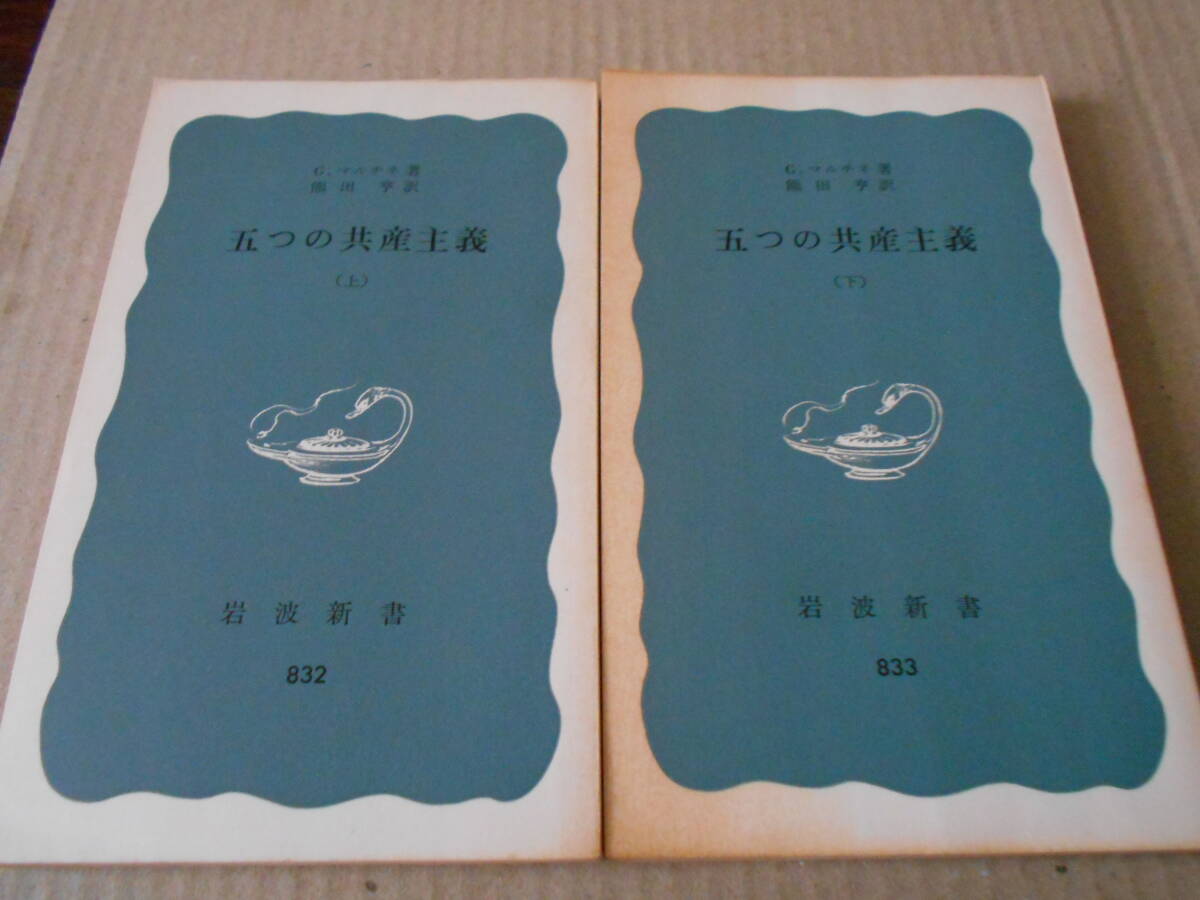 G. マルチネ著
熊田 亨訳
五つの共産主義
(上)
岩波新書
832
G. マルチネ著
熊田 亨訳
五つの共産主義
(下)
岩波新書
833